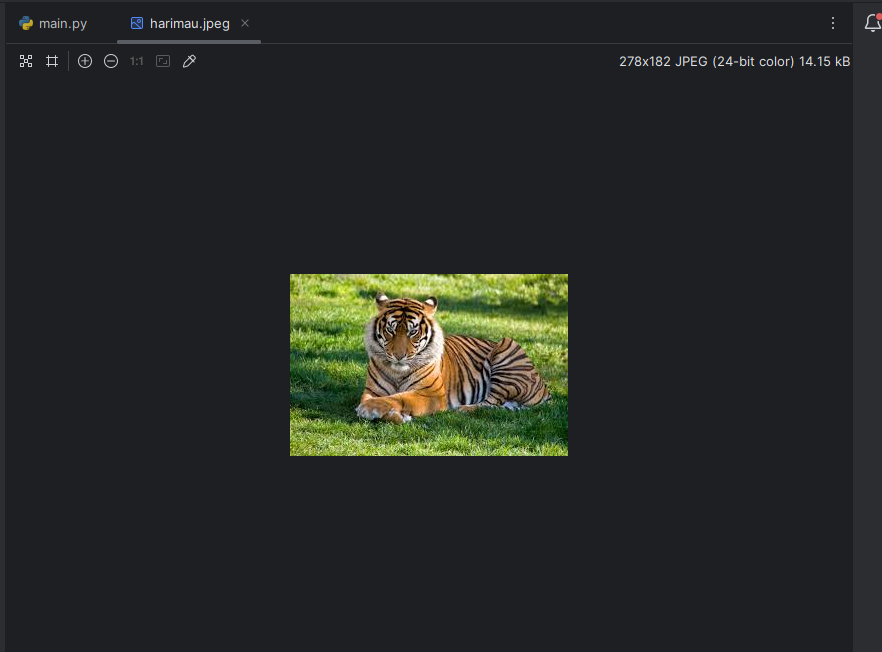 main.py harimau.jpeg
1:1 278x182 JPEG (24-bit color) 14.15 kB